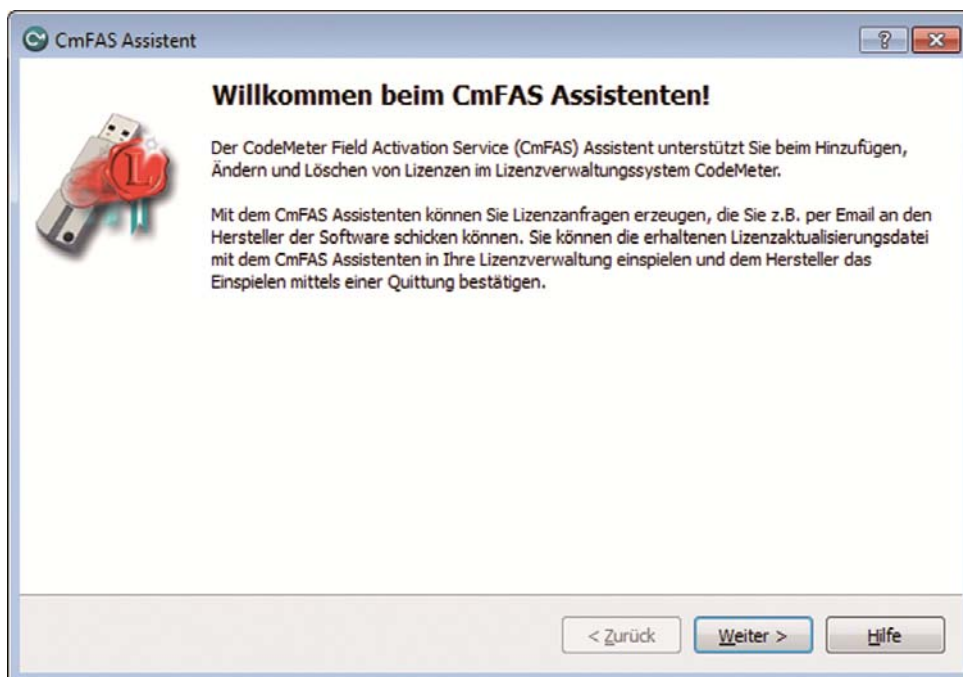 CmFAS Assistent
Willkommen beim CmFAS Assistenten!
Der CodeMeter Field Activation Service (CmFAS) Assistent unterstützt Sie beim Hinzufügen,
Ändern und Löschen von Lizenzen im Lizenzverwaltungssystem CodeMeter.
Mit dem CmFAS Assistenten können Sie Lizenzanfragen erzeugen, die Sie z.B. per Email an den
Hersteller der Software schicken können. Sie können die erhaltenen Lizenzaktualisierungsdatei
mit dem CmFAS Assistenten in Ihre Lizenzverwaltung einspielen und dem Hersteller das
Einspielen mittels einer Quittung bestätigen.
L
< Zurück Weiter > Hilfe